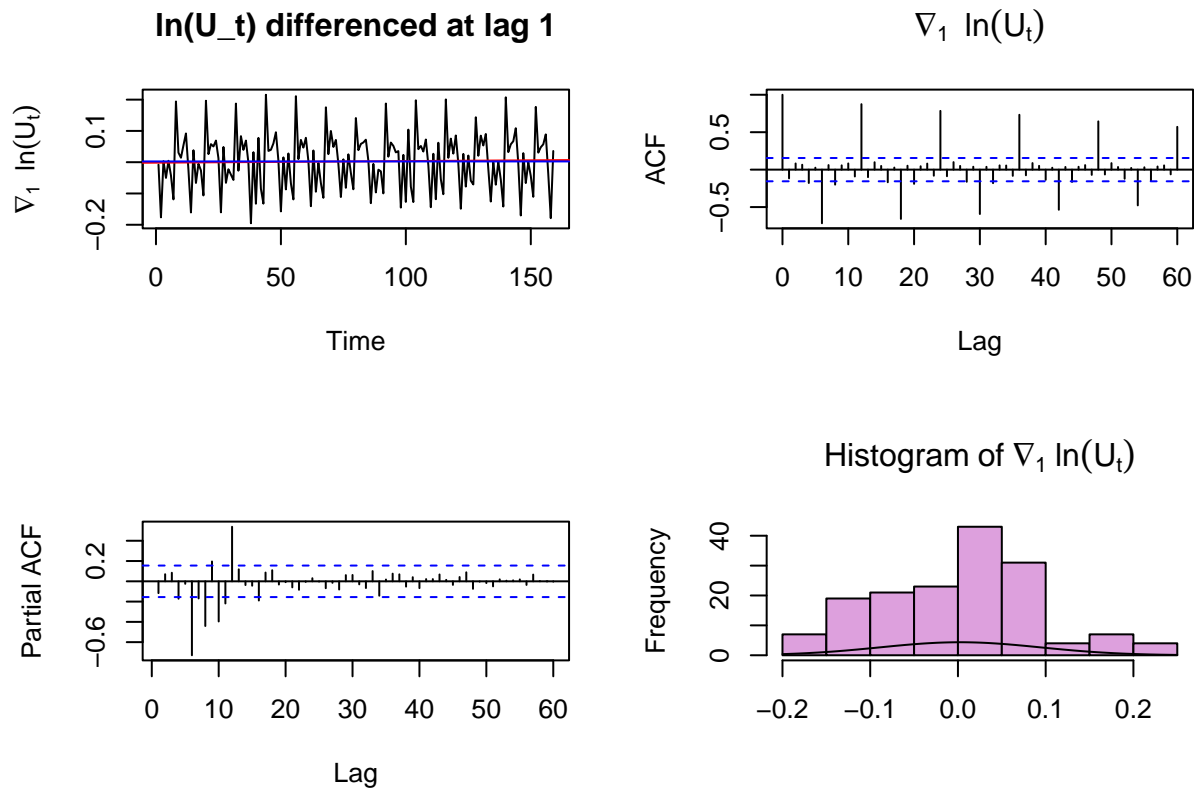 ln(U_t) differenced at lag 1
∇₁ ln(Uₜ)
0.1
−0.2
0 50 100 150
Time
∇₁ ln(Uₜ)
ACF
0.5
−0.5
0 10 20 30 40 50 60
Lag
Partial ACF
0.2
−0.6
0 10 20 30 40 50 60
Lag
Histogram of ∇₁ ln(Uₜ)
Frequency
40
20
0
−0.2 −0.1 0.0 0.1 0.2